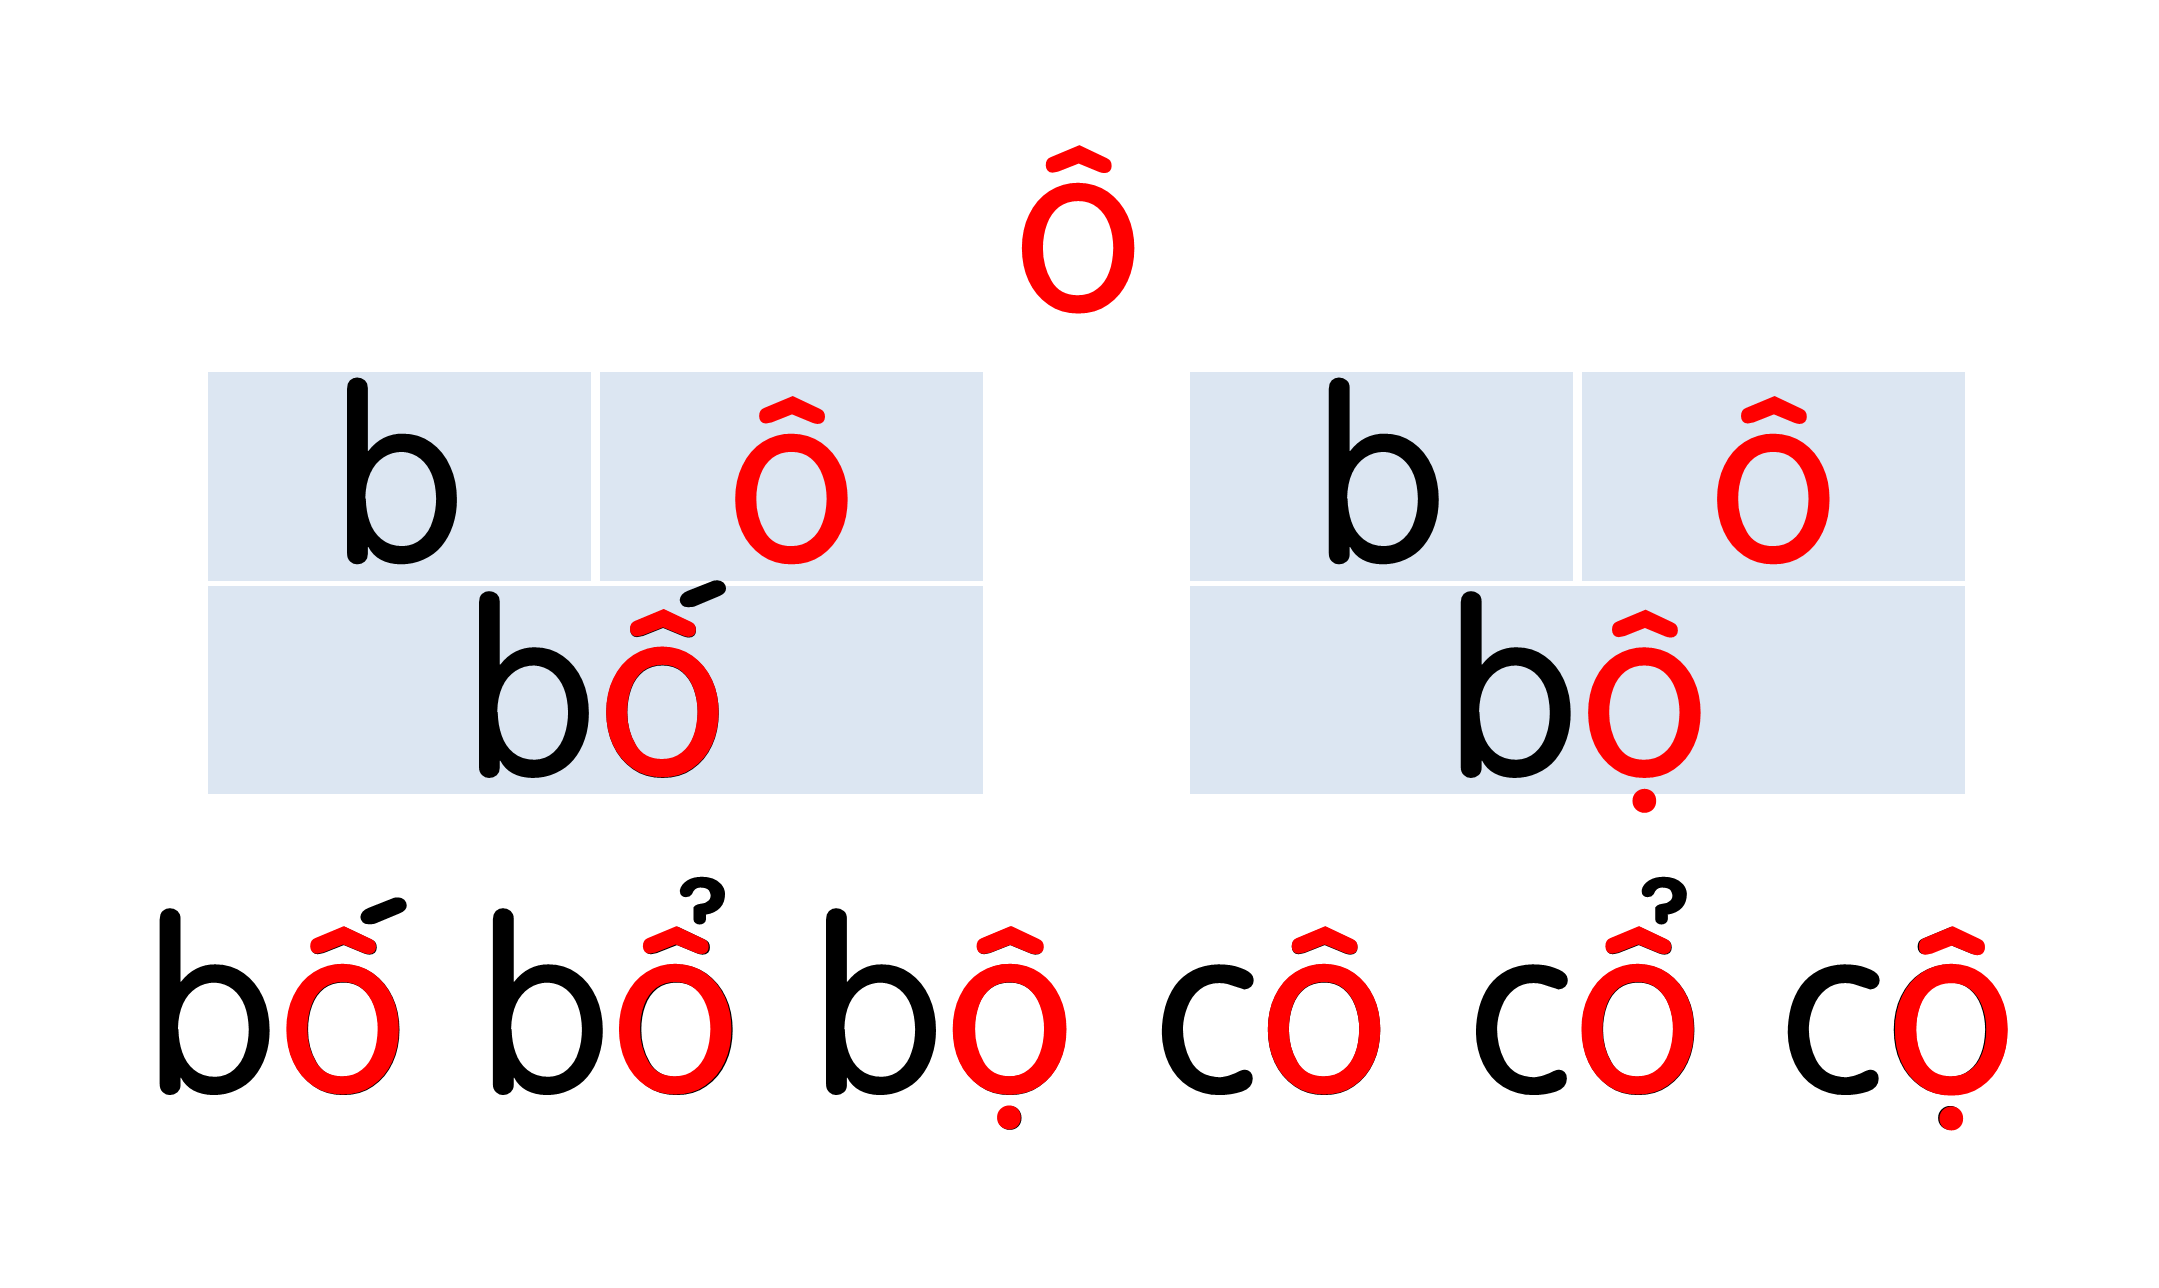 ô
b ô b ô
bố bộ
bố bổ bộ cô cổ cộ